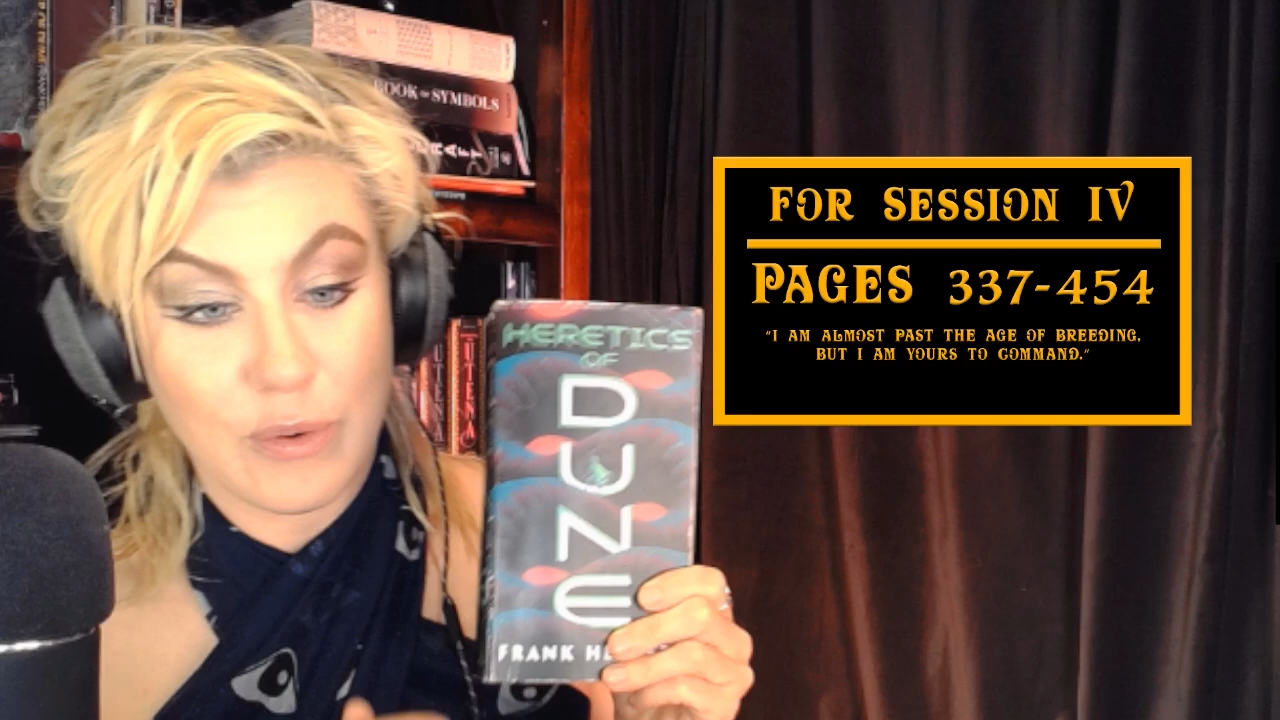 BOOK OF SYMBOLS
HERETICS
OF
DUNE
FRANK
FOR SESSION IV
PAGES 337-454
"I AM ALMOST PAST THE AGE OF BREEDING,
BUT I AM YOURS TO COMMAND."